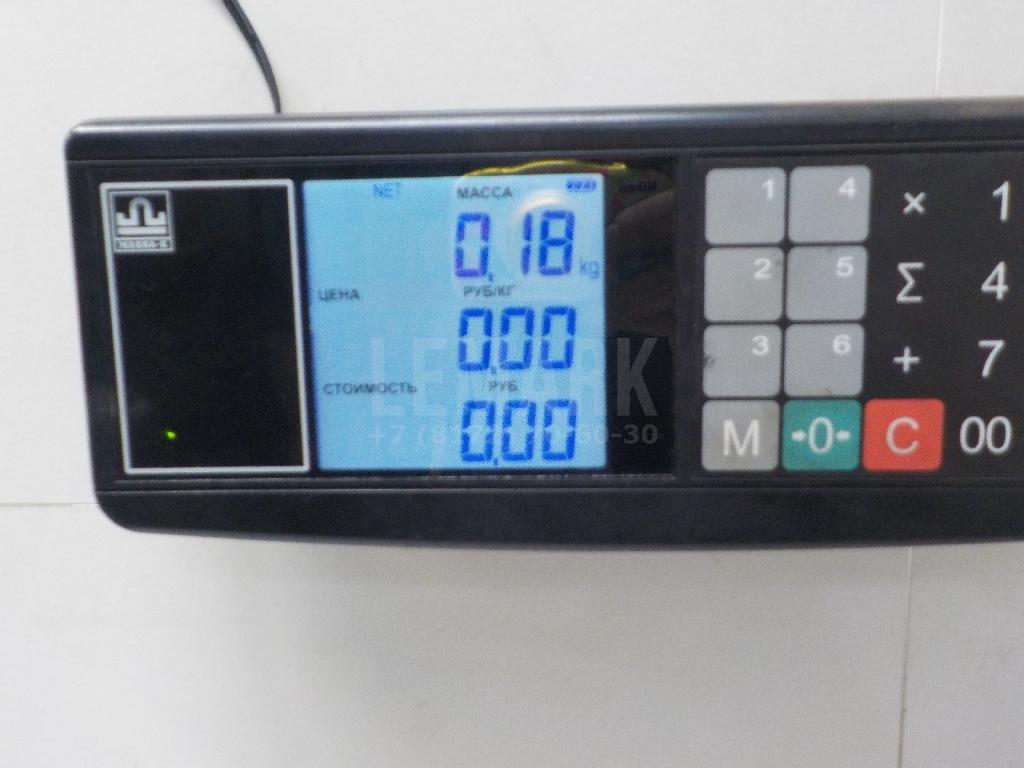 NET МАССА
0,18 kg
ЦЕНА РУБ/КГ
0,00
СТОИМОСТЬ РУБ
0,00
МАССА-К
1 4 × 1
2 5 Σ 4
3 6 + 7
M →0← C 00
LEMARK